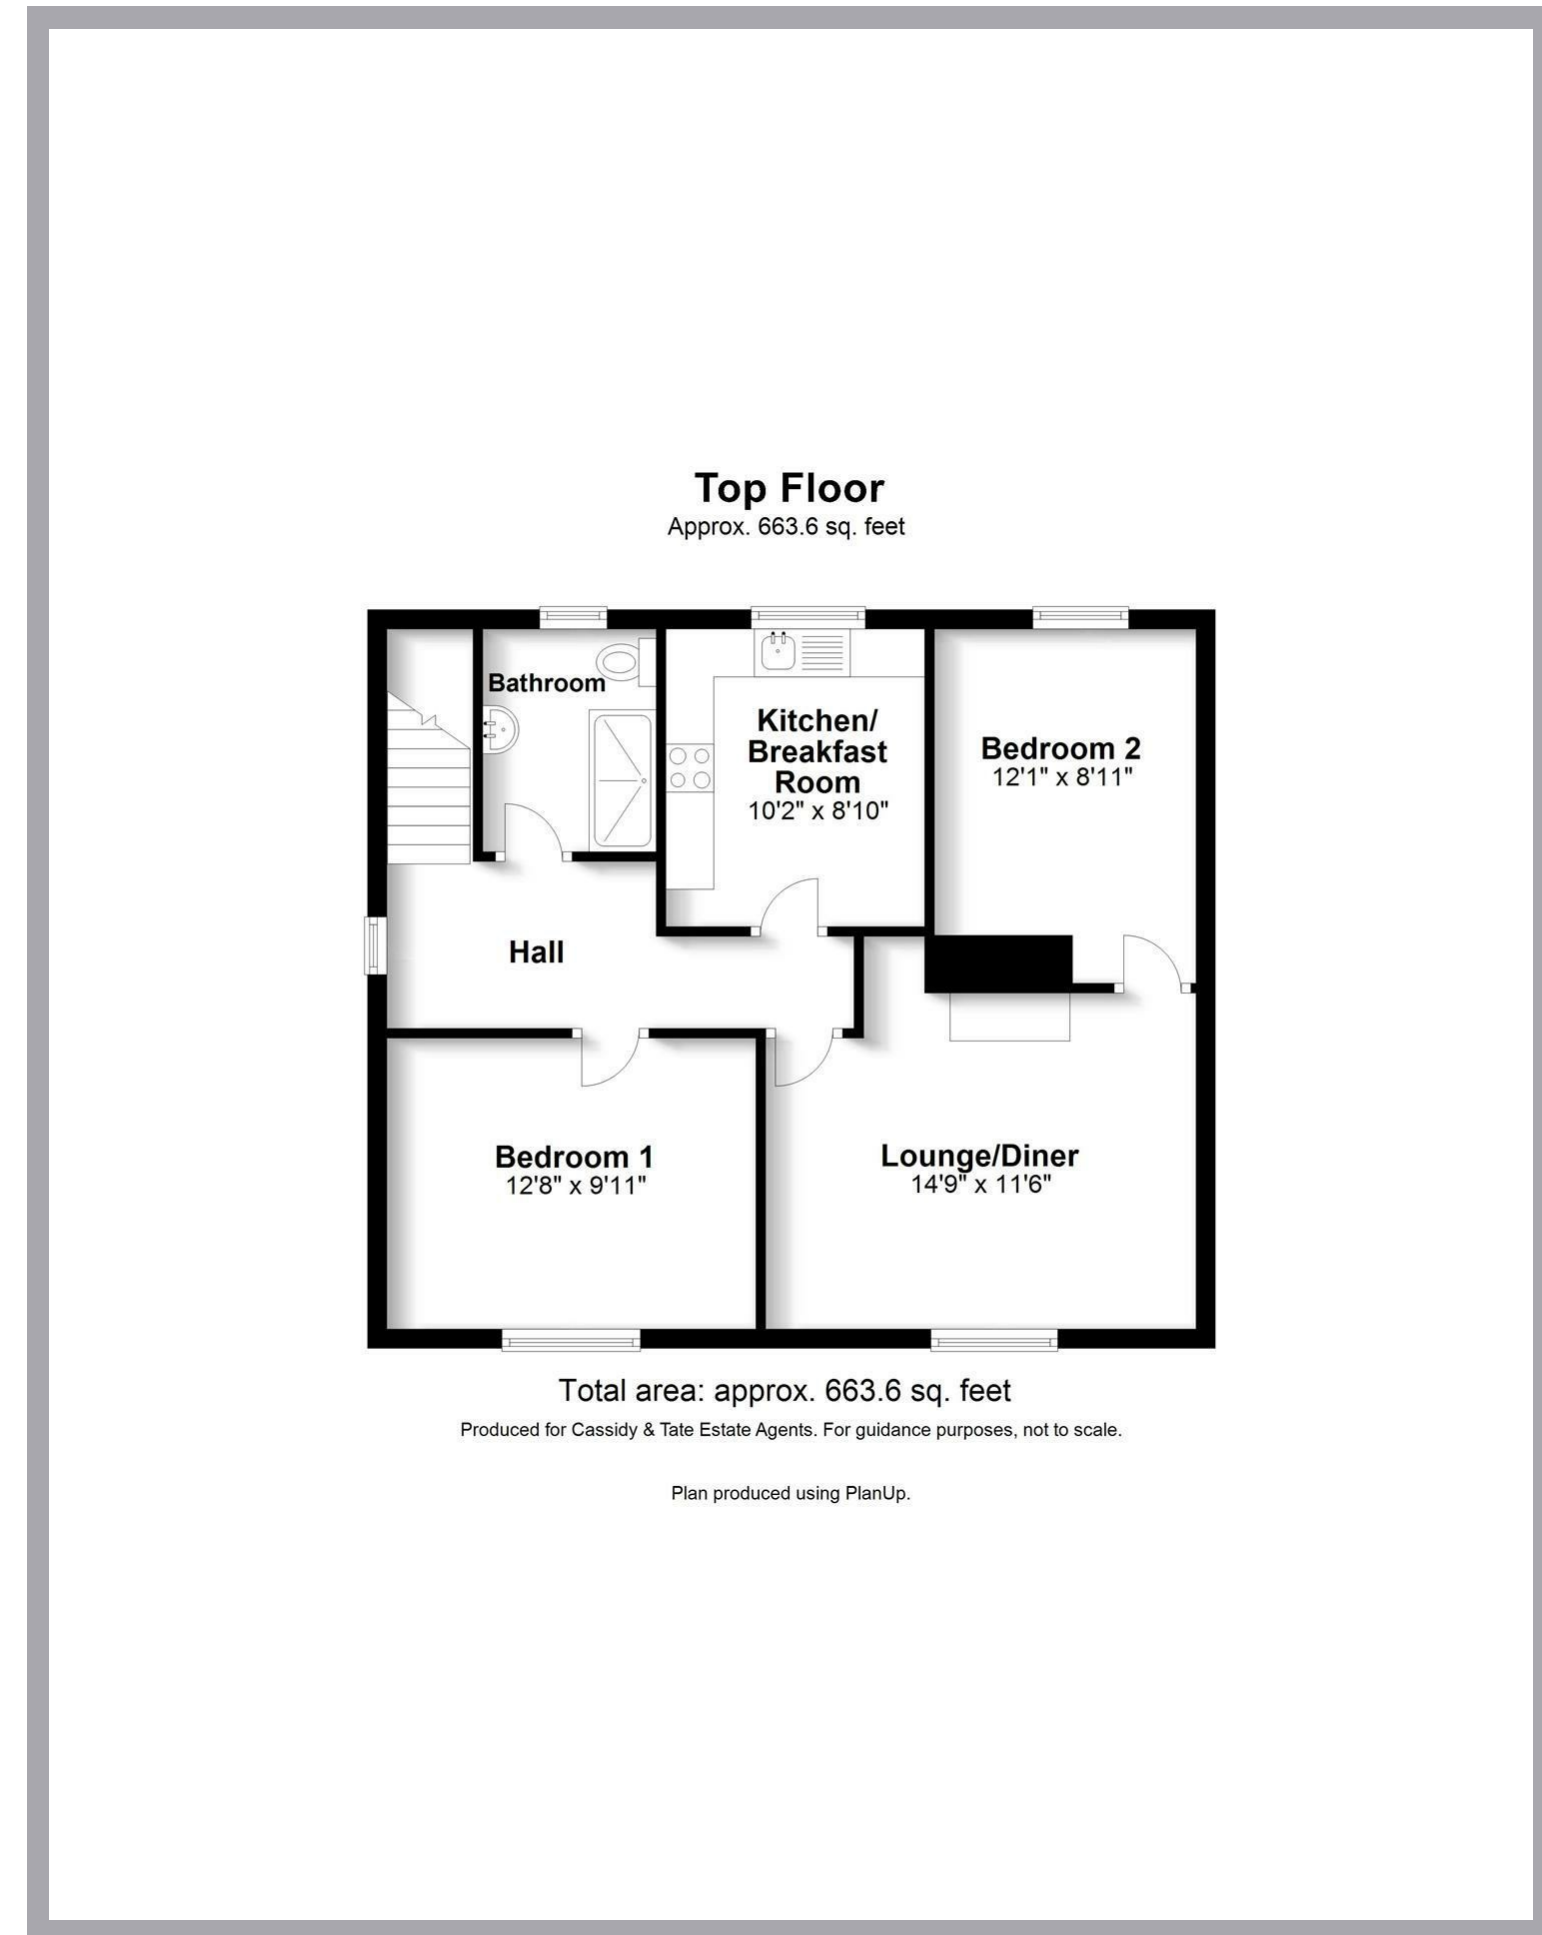 Top Floor
Approx. 663.6 sq. feet
Bathroom
Kitchen/
Breakfast
Room
10'2" x 8'10"
Bedroom 2
12'1" x 8'11"
Hall
Bedroom 1
12'8" x 9'11"
Lounge/Diner
14'9" x 11'6"
Total area: approx. 663.6 sq. feet
Produced for Cassidy & Tate Estate Agents. For guidance purposes, not to scale.
Plan produced using PlanUp.